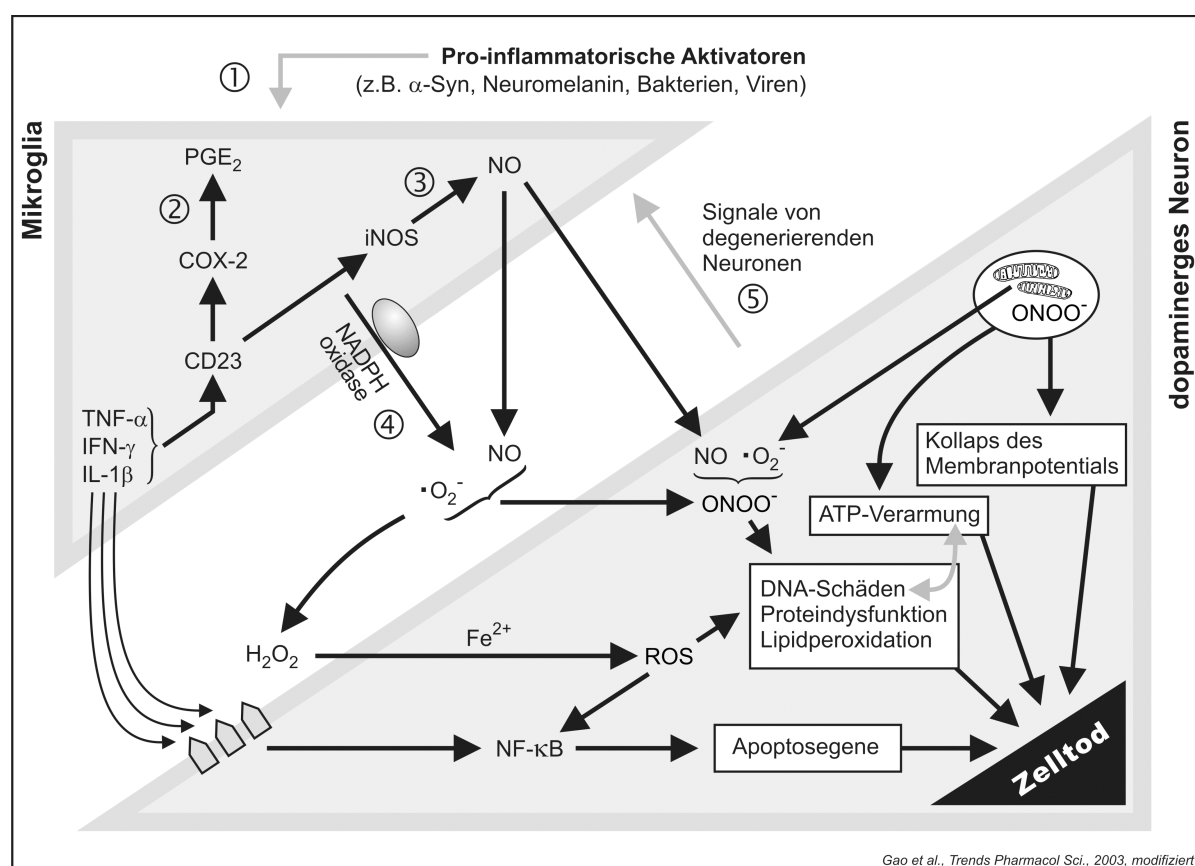 ①
Pro-inflammatorische Aktivatoren
(z.B. α-Syn, Neuromelanin, Bakterien, Viren)
Mikroglia
dopaminerges Neuron
PGE₂
②
COX-2
CD23
TNF-α
IFN-γ
IL-1β
③
NO
iNOS
NADPH
oxidase
④
NO
·O₂⁻
H₂O₂
Signale von
degenerierenden
Neuronen
⑤
ONOO⁻
NO ·O₂⁻
ONOO⁻
Kollaps des
Membranpotentials
ATP-Verarmung
DNA-Schäden
Proteindysfunktion
Lipidperoxidation
Fe²⁺
ROS
NF-κB
Apoptosegene
Zelltod
Gao et al., Trends Pharmacol Sci., 2003, modifiziert